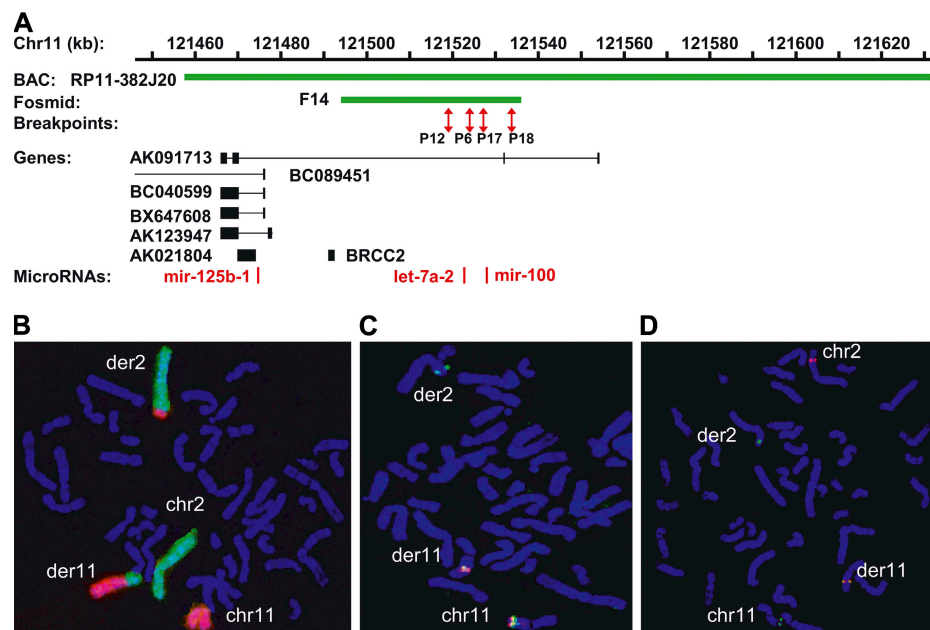 A
Chr11 (kb): 121460 121480 121500 121520 121540 121560 121580 121600 121620
BAC: RP11-382J20
Fosmid: F14
Breakpoints:
P12 P6 P17 P18
Genes: AK091713
BC089451
BC040599
BX647608
AK123947
AK021804 BRCC2
MicroRNAs: mir-125b-1 let-7a-2 mir-100
B
der2
chr2
der11
chr11
C
der2
der11
chr11
D
chr2
der2
der11
chr11